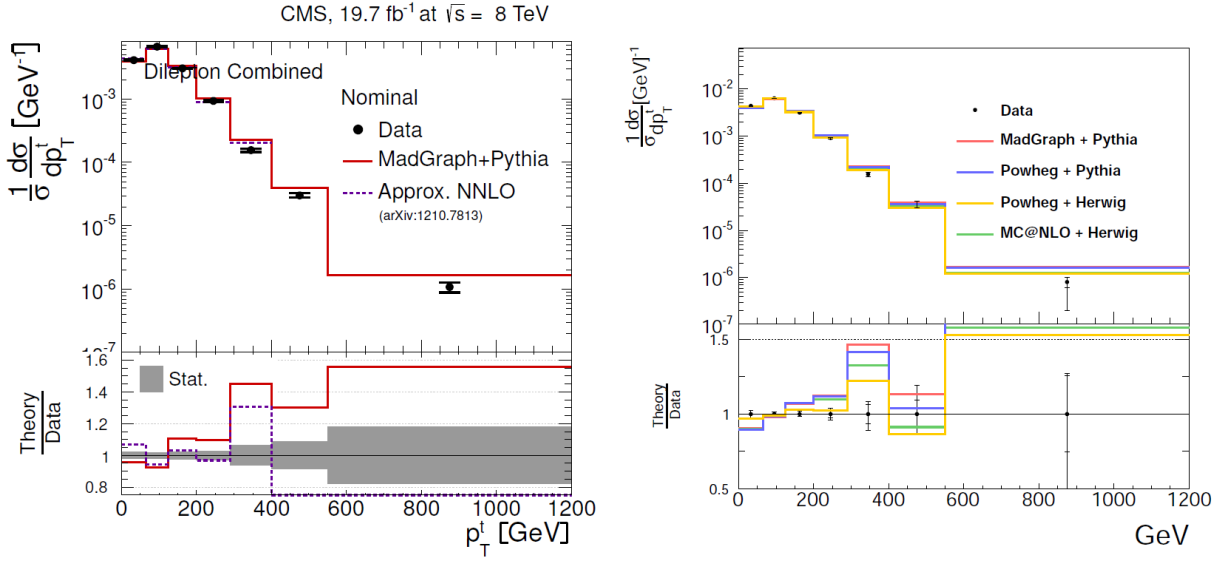 CMS, 19.7 fb⁻¹ at √s = 8 TeV
1/σ dσ/dp_T^t [GeV⁻¹]
10⁻³
10⁻⁴
10⁻⁵
10⁻⁶
10⁻⁷
Dilepton Combined
Nominal
Data
MadGraph+Pythia
Approx. NNLO
(arXiv:1210.7813)
Theory/Data
1.6
1.4
1.2
1
0.8
Stat.
0 200 400 600 800 1000 1200
p_T^t [GeV]
1/σ dσ/dp_T^t [GeV]⁻¹
10⁻²
10⁻³
10⁻⁴
10⁻⁵
10⁻⁶
10⁻⁷
Data
MadGraph + Pythia
Powheg + Pythia
Powheg + Herwig
MC@NLO + Herwig
Theory/Data
1.5
1
0.5
0 200 400 600 800 1000 1200
GeV